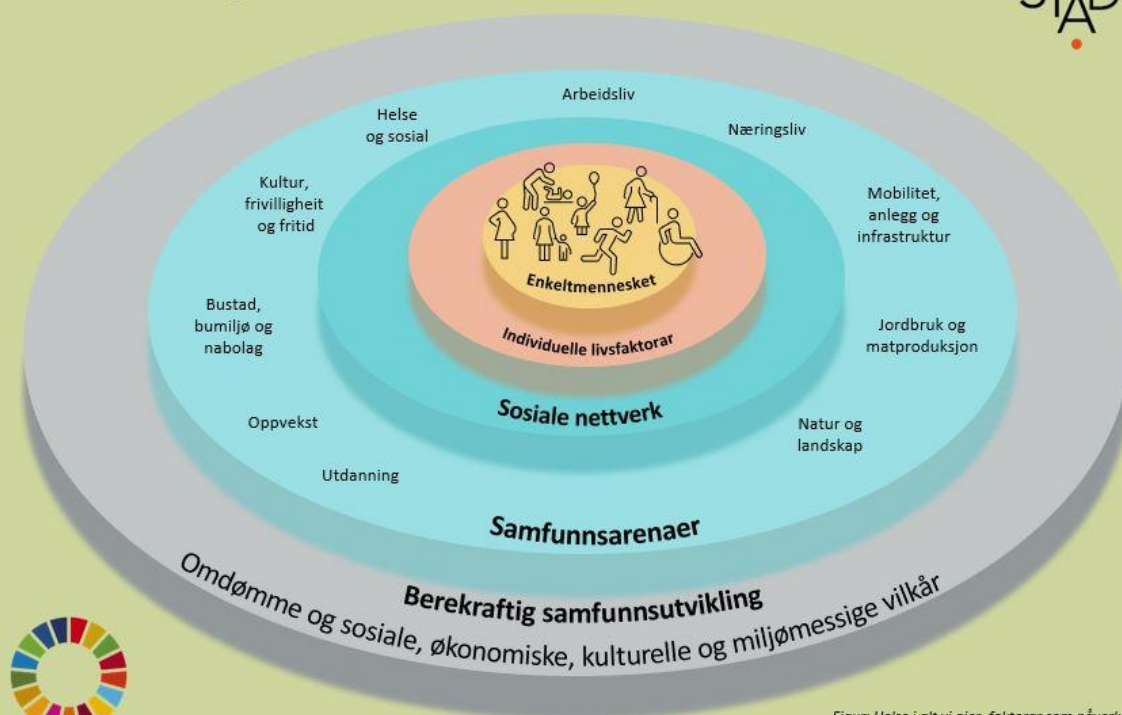 STAD
Arbeidsliv
Helse
og sosial
Næringsliv
Kultur,
frivilligheit
og fritid
Mobilitet,
anlegg og
infrastruktur
Enkeltmennesket
Bustad,
bumiljø og
nabolag
Individuelle livsfaktorar
Jordbruk og
matproduksjon
Sosiale nettverk
Oppvekst
Natur og
landskap
Utdanning
Samfunnsarenaer
Berekraftig samfunnsutvikling
Omdømme og sosiale, økonomiske, kulturelle og miljømessige vilkår